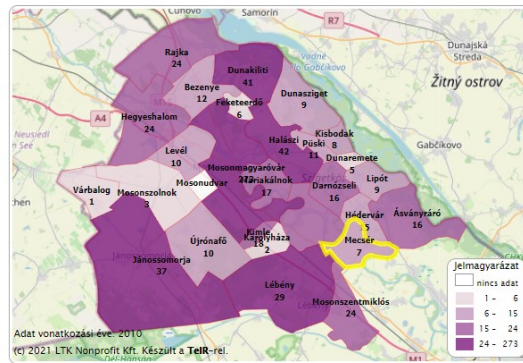 Čunovo
Šamorín
R7
Rajka
24
Dunakiliti
41
Dunajská
Streda
Vodné
Gabčíkovo
Žitný ostrov
Bezenye
12
Feketeerdő
6
Dunasziget
9
A4
Hegyeshalom
24
Kisbodak
8
Halászi
42
Püski
11
Gabčíkovo
Levél
10
Dunaremete
5
Mosonmagyaróvár
273
Máriakálnok
17
Lipót
9
Darnózseli
16
Várbalog
1
Mosonszolnok
3
Mosonudvar
Hédervár
5
Ásványráró
16
Kimle
18
Károlyháza
2
Mecsér
7
Újrónafő
10
Jánossomorja
37
Lébény
29
Mosonszentmiklós
24
Jelmagyarázat
nincs adat
1 - 6
6 - 15
15 - 24
24 - 273
M1
Adat vonatkozási éve: 2010
(c) 2021 LTK Nonprofit Kft. Készült a TeIR-rel.